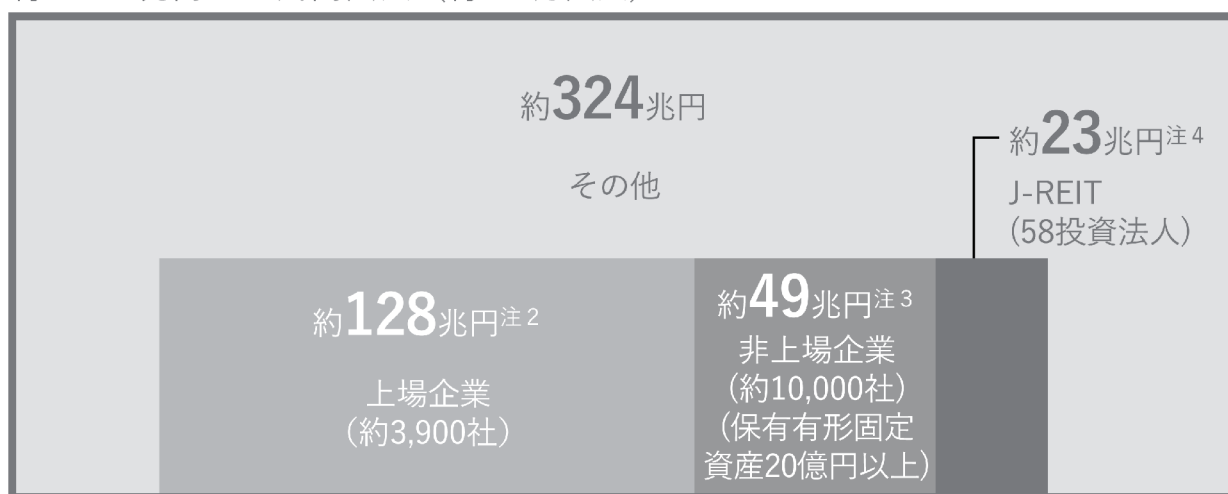 約324兆円
その他
約23兆円注4
J-REIT
(58投資法人)
約128兆円注2
上場企業
(約3,900社)
約49兆円注3
非上場企業
(約10,000社)
(保有有形固定
資産20億円以上)